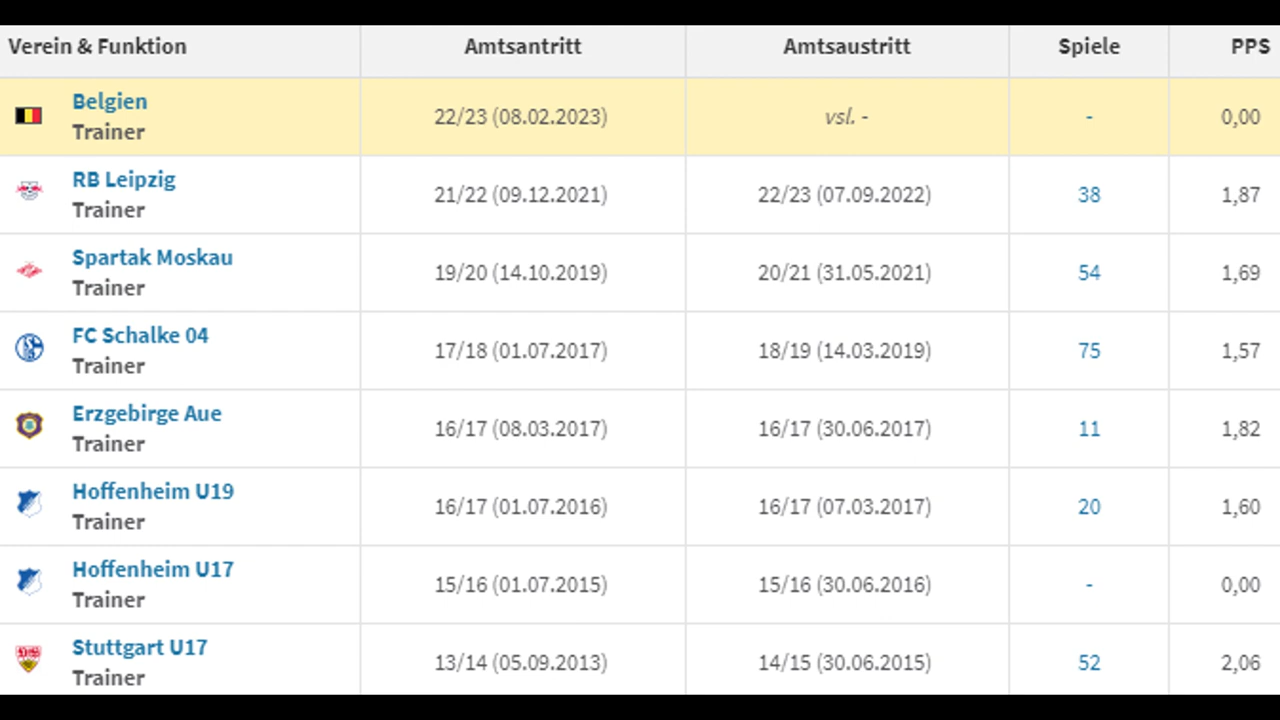 Verein & Funktion Amtsantritt Amtsaustritt Spiele PPS
Belgien
Trainer
22/23 (08.02.2023) vsl. - - 0,00
RB Leipzig
Trainer
21/22 (09.12.2021) 22/23 (07.09.2022) 38 1,87
Spartak Moskau
Trainer
19/20 (14.10.2019) 20/21 (31.05.2021) 54 1,69
FC Schalke 04
Trainer
17/18 (01.07.2017) 18/19 (14.03.2019) 75 1,57
Erzgebirge Aue
Trainer
16/17 (08.03.2017) 16/17 (30.06.2017) 11 1,82
Hoffenheim U19
Trainer
16/17 (01.07.2016) 16/17 (07.03.2017) 20 1,60
Hoffenheim U17
Trainer
15/16 (01.07.2015) 15/16 (30.06.2016) - 0,00
Stuttgart U17
Trainer
13/14 (05.09.2013) 14/15 (30.06.2015) 52 2,06